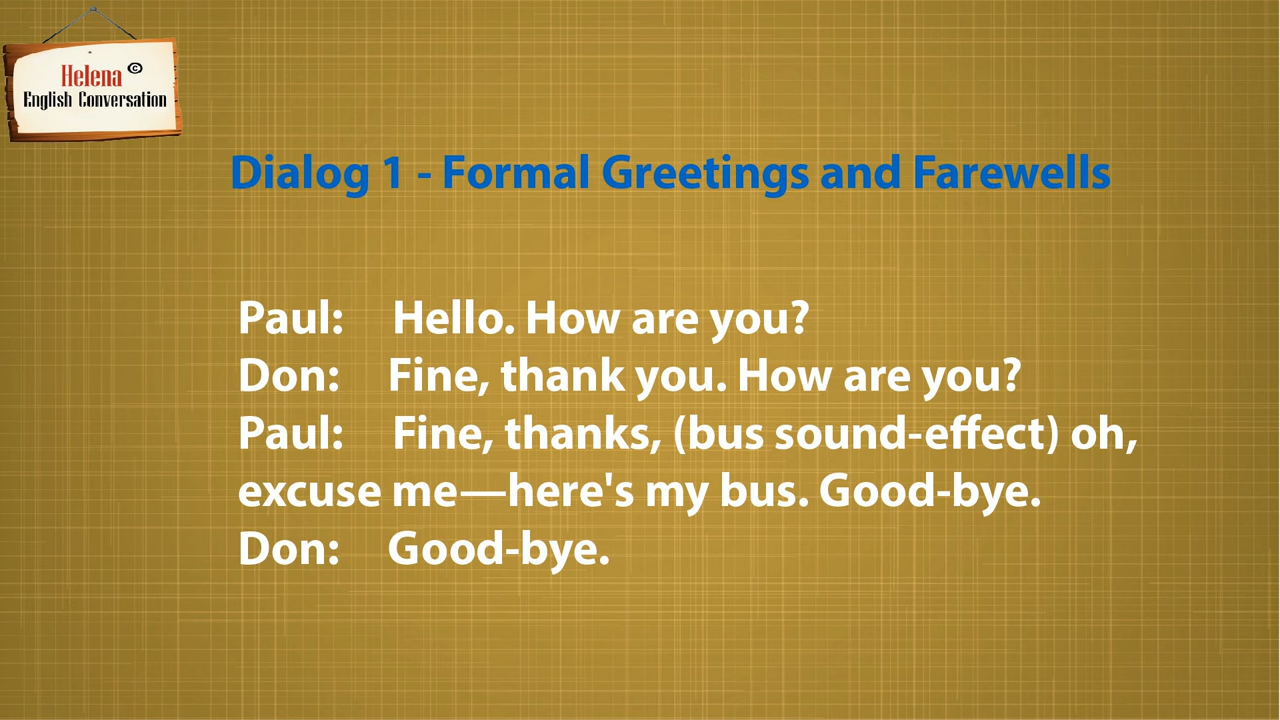 Helena ©
English Conversation
Dialog 1 - Formal Greetings and Farewells
Paul: Hello. How are you?
Don: Fine, thank you. How are you?
Paul: Fine, thanks, (bus sound-effect) oh,
excuse me—here's my bus. Good-bye.
Don: Good-bye.